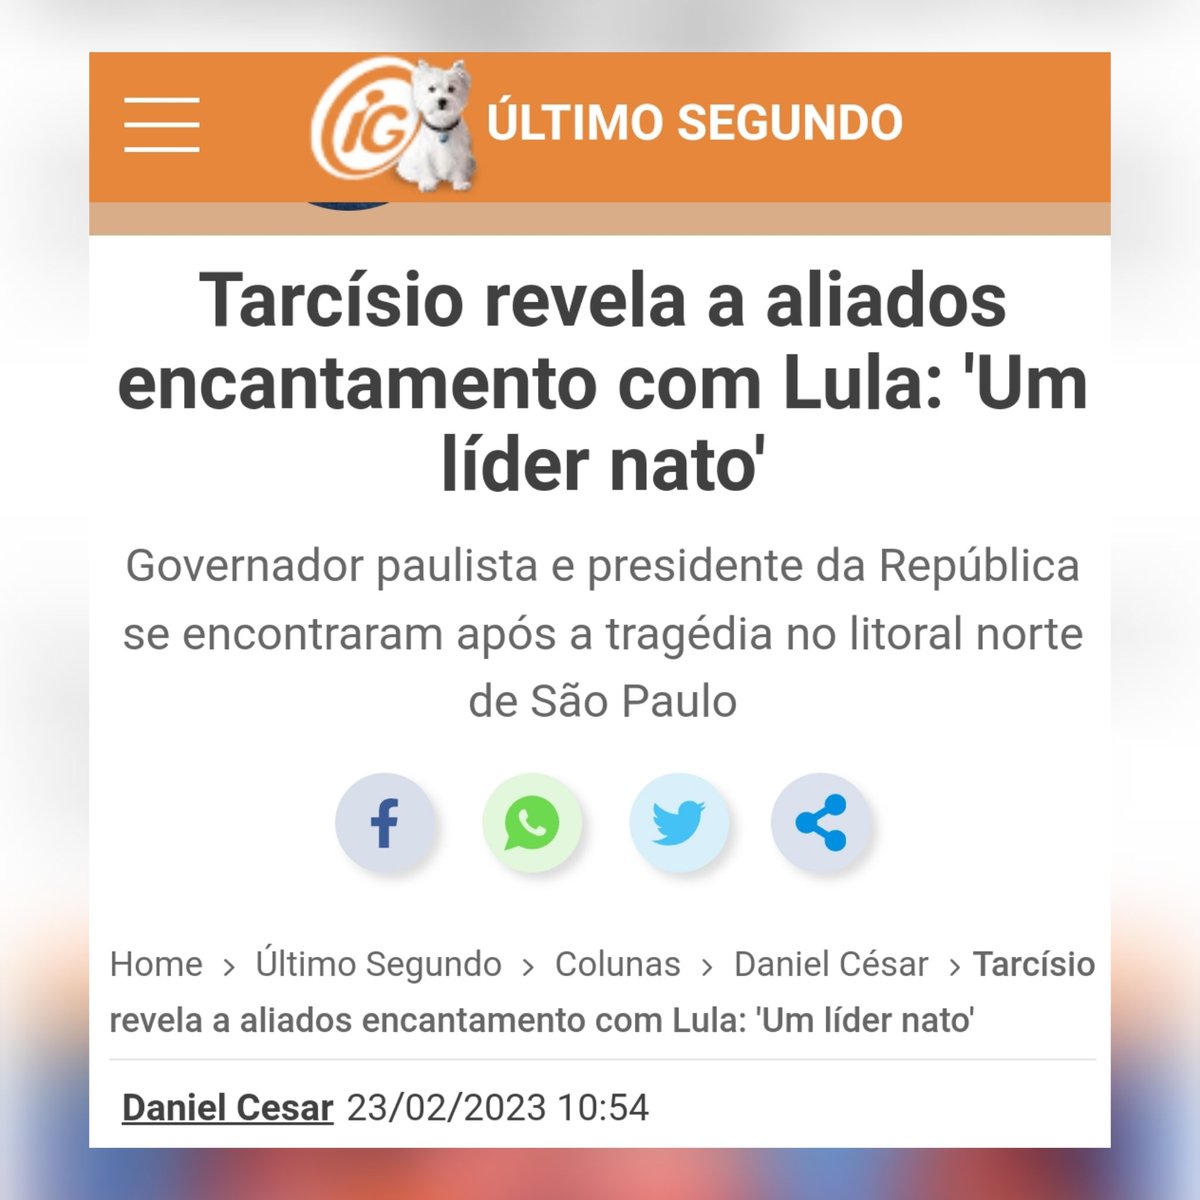 iG ÚLTIMO SEGUNDO
Tarcísio revela a aliados
encantamento com Lula: 'Um
líder nato'
Governador paulista e presidente da República
se encontraram após a tragédia no litoral norte
de São Paulo
Home › Último Segundo › Colunas › Daniel César › Tarcísio
revela a aliados encantamento com Lula: 'Um líder nato'
Daniel Cesar 23/02/2023 10:54